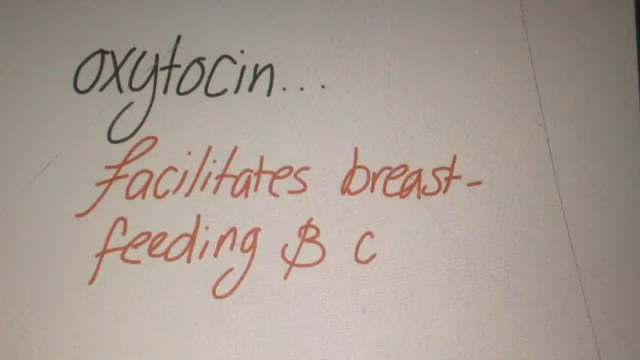 oxytocin...
facilitates breast-
feeding & c